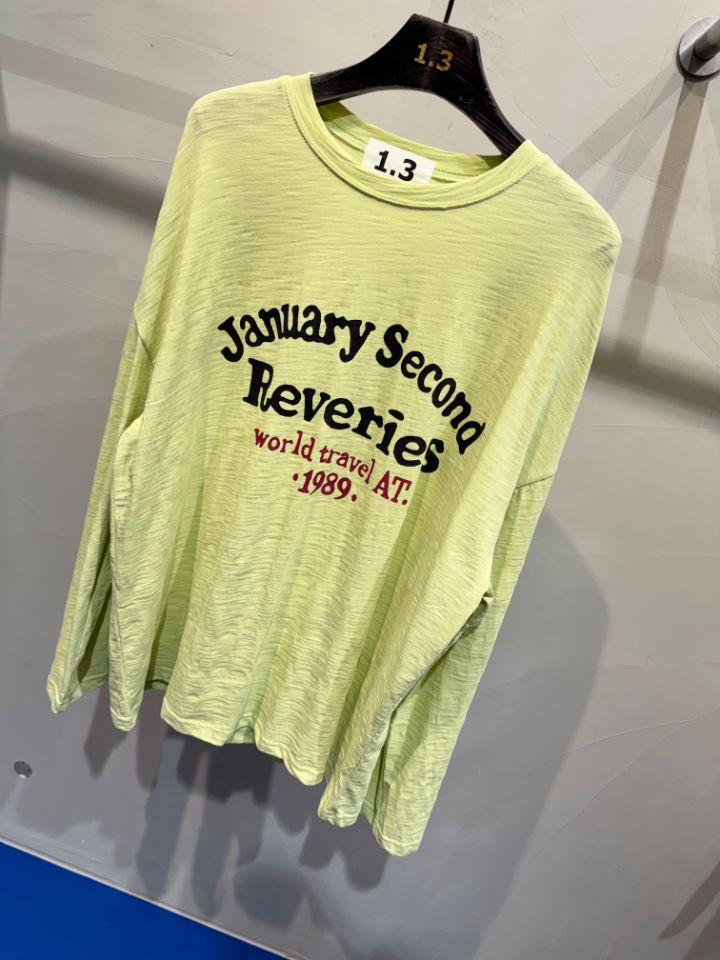 1.3
1.3
January Second
Reveries
world travel AT.
·1989·